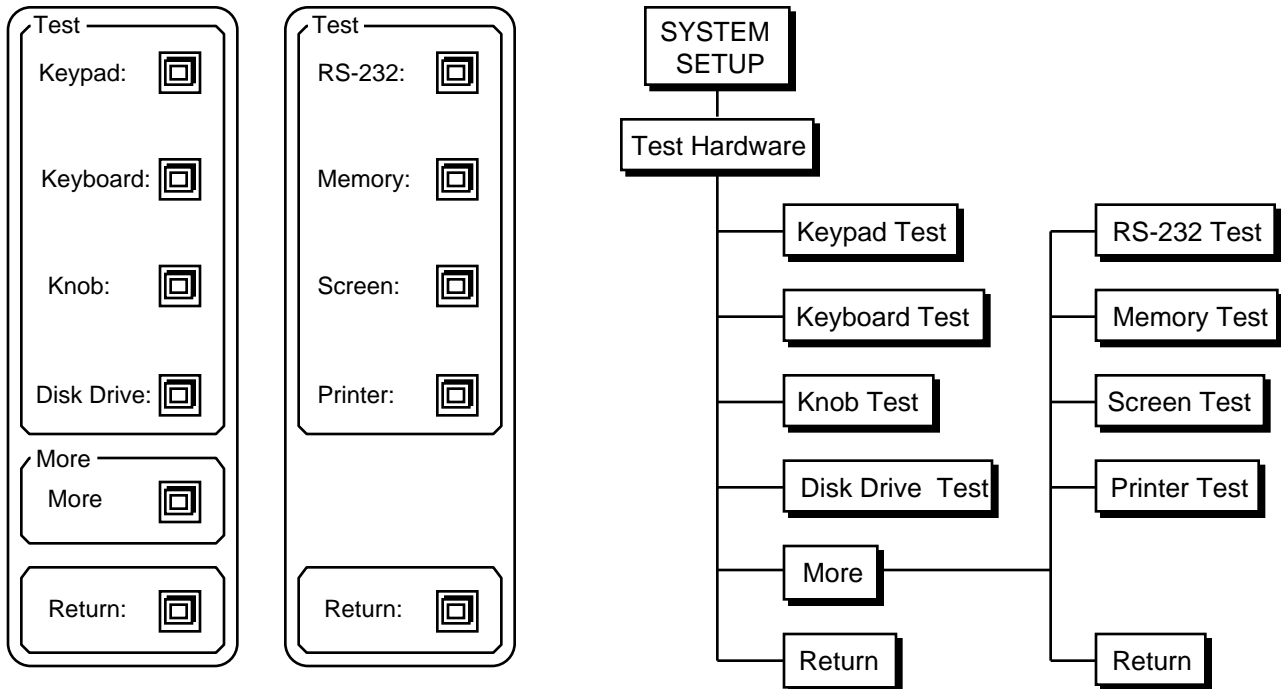 Test
Keypad:
Keyboard:
Knob:
Disk Drive:
More
More
Return:
Test
RS-232:
Memory:
Screen:
Printer:
Return:
SYSTEM
SETUP
Test Hardware
Keypad Test
Keyboard Test
Knob Test
Disk Drive Test
More
Return
RS-232 Test
Memory Test
Screen Test
Printer Test
Return